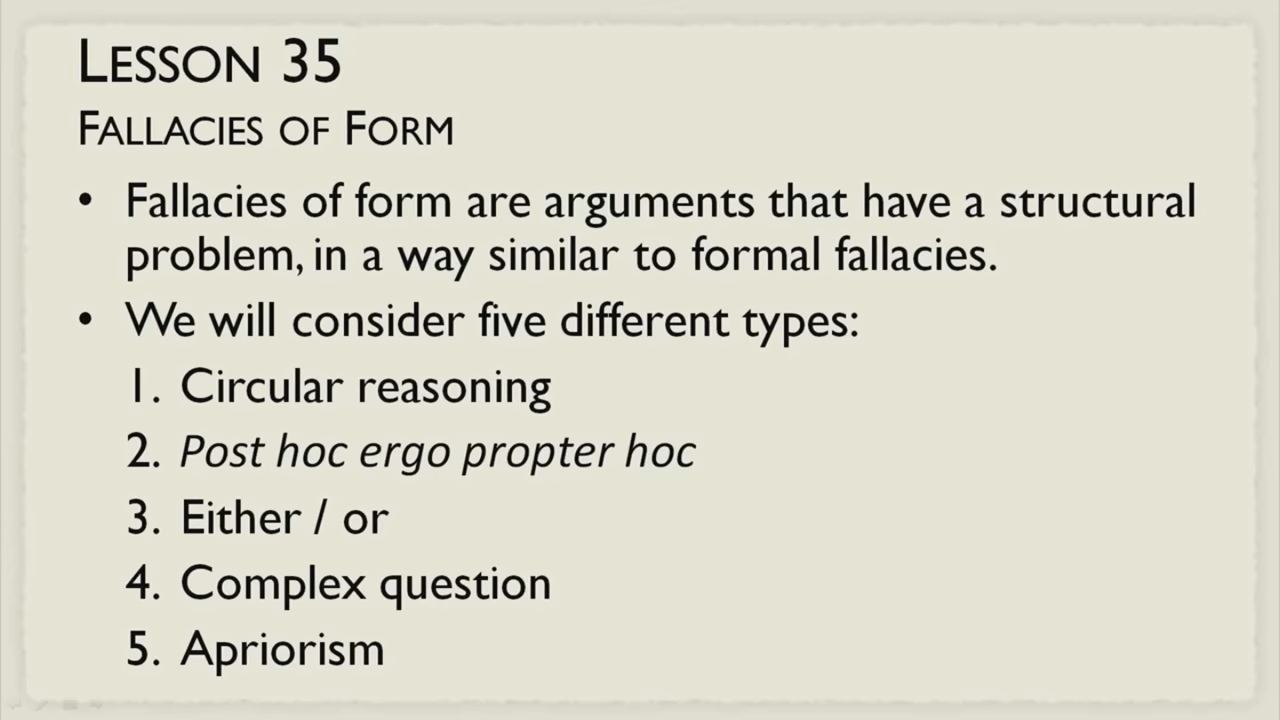 LESSON 35
FALLACIES OF FORM
• Fallacies of form are arguments that have a structural
problem, in a way similar to formal fallacies.
• We will consider five different types:
1. Circular reasoning
2. Post hoc ergo propter hoc
3. Either / or
4. Complex question
5. Apriorism